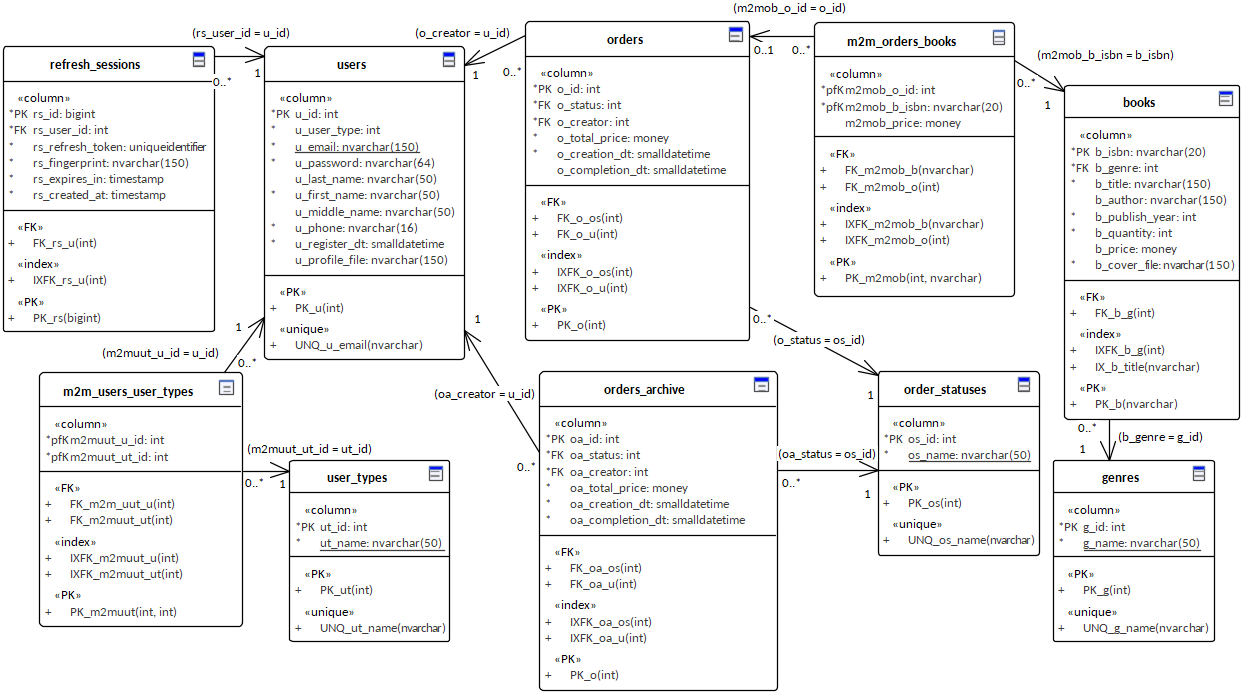 (m2mob_o_id = o_id)
(rs_user_id = u_id)
(o_creator = u_id)
refresh_sessions
«column»
*PK rs_id: bigint
*FK rs_user_id: int
* rs_refresh_token: uniqueidentifier
* rs_fingerprint: nvarchar(150)
* rs_expires_in: timestamp
* rs_created_at: timestamp
«FK»
+ FK_rs_u(int)
«index»
+ IXFK_rs_u(int)
«PK»
+ PK_rs(bigint)
0..*
1
users
«column»
*PK u_id: int
* u_user_type: int
* u_email: nvarchar(150)
* u_password: nvarchar(64)
u_last_name: nvarchar(50)
* u_first_name: nvarchar(50)
u_middle_name: nvarchar(50)
* u_phone: nvarchar(16)
* u_register_dt: smalldatetime
u_profile_file: nvarchar(150)
«PK»
+ PK_u(int)
«unique»
+ UNQ_u_email(nvarchar)
1
0..*
orders
«column»
*PK o_id: int
*FK o_status: int
*FK o_creator: int
* o_total_price: money
* o_creation_dt: smalldatetime
o_completion_dt: smalldatetime
«FK»
+ FK_o_os(int)
+ FK_o_u(int)
«index»
+ IXFK_o_os(int)
+ IXFK_o_u(int)
«PK»
+ PK_o(int)
0..1
0..*
m2m_orders_books
«column»
*pfK m2mob_o_id: int
*pfK m2mob_b_isbn: nvarchar(20)
m2mob_price: money
«FK»
+ FK_m2mob_b(nvarchar)
+ FK_m2mob_o(int)
«index»
+ IXFK_m2mob_b(nvarchar)
+ IXFK_m2mob_o(int)
«PK»
+ PK_m2mob(int, nvarchar)
(m2mob_b_isbn = b_isbn)
0..*
1
books
«column»
*PK b_isbn: nvarchar(20)
*FK b_genre: int
* b_title: nvarchar(150)
b_author: nvarchar(150)
* b_publish_year: int
* b_quantity: int
b_price: money
* b_cover_file: nvarchar(150)
«FK»
+ FK_b_g(int)
«index»
+ IXFK_b_g(int)
+ IX_b_title(nvarchar)
«PK»
+ PK_b(nvarchar)
1
(m2muut_u_id = u_id)
0..*
m2m_users_user_types
«column»
*pfK m2muut_u_id: int
*pfK m2muut_ut_id: int
«FK»
+ FK_m2m_uut_u(int)
+ FK_m2muut_ut(int)
«index»
+ IXFK_m2muut_u(int)
+ IXFK_m2muut_ut(int)
«PK»
+ PK_m2muut(int, int)
(m2muut_ut_id = ut_id)
0..*
1
user_types
«column»
*PK ut_id: int
* ut_name: nvarchar(50)
«PK»
+ PK_ut(int)
«unique»
+ UNQ_ut_name(nvarchar)
1
(oa_creator = u_id)
0..*
orders_archive
«column»
*PK oa_id: int
*FK oa_status: int
*FK oa_creator: int
* oa_total_price: money
* oa_creation_dt: smalldatetime
* oa_completion_dt: smalldatetime
«FK»
+ FK_oa_os(int)
+ FK_oa_u(int)
«index»
+ IXFK_oa_os(int)
+ IXFK_oa_u(int)
«PK»
+ PK_o(int)
0..*
(o_status = os_id)
1
(oa_status = os_id)
0..*
1
order_statuses
«column»
*PK os_id: int
* os_name: nvarchar(50)
«PK»
+ PK_os(int)
«unique»
+ UNQ_os_name(nvarchar)
0..*
(b_genre = g_id)
1
genres
«column»
*PK g_id: int
* g_name: nvarchar(50)
«PK»
+ PK_g(int)
«unique»
+ UNQ_g_name(nvarchar)